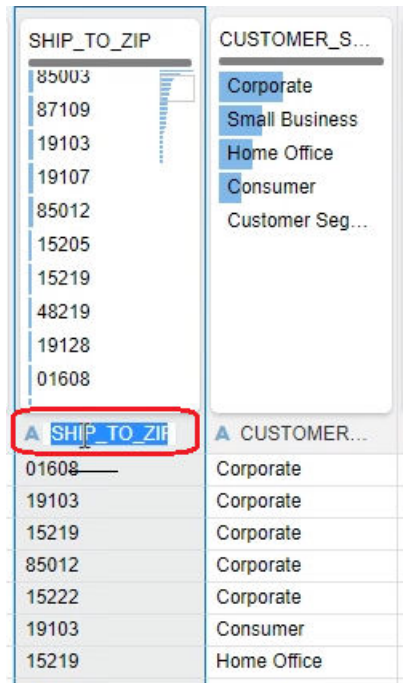 SHIP_TO_ZIP
85003
87109
19103
19107
85012
15205
15219
48219
19128
01608
CUSTOMER_S...
Corporate
Small Business
Home Office
Consumer
Customer Seg...
A SHIP_TO_ZIP A CUSTOMER...
01608 Corporate
19103 Corporate
15219 Corporate
85012 Corporate
15222 Corporate
19103 Consumer
15219 Home Office